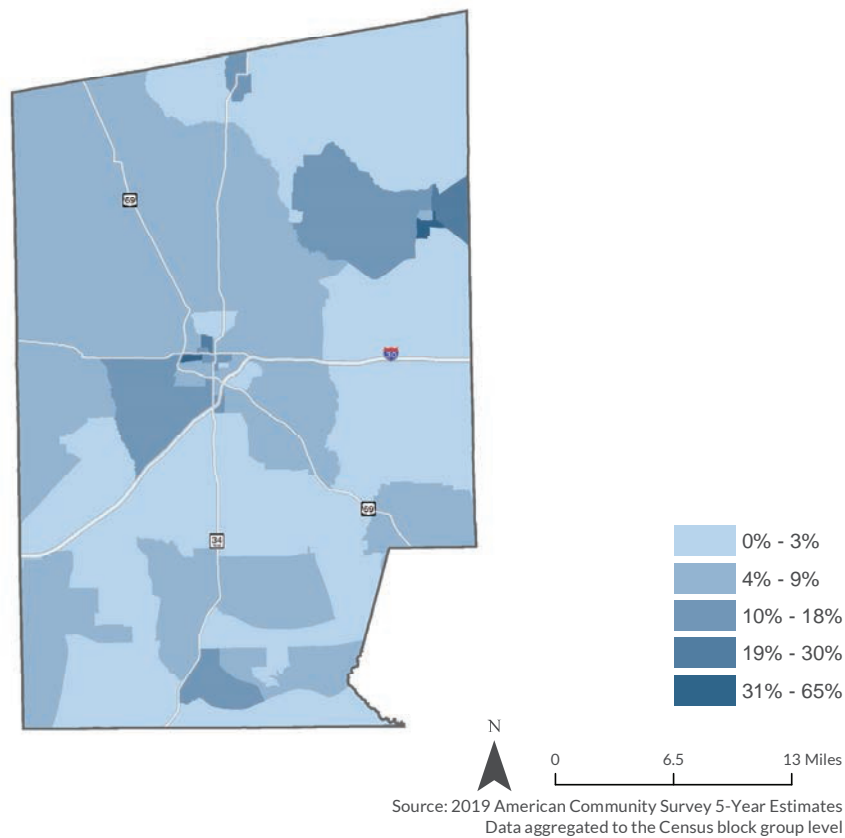 69
30
69
34
0% - 3%
4% - 9%
10% - 18%
19% - 30%
31% - 65%
N
0 6.5 13 Miles
Source: 2019 American Community Survey 5-Year Estimates
Data aggregated to the Census block group level